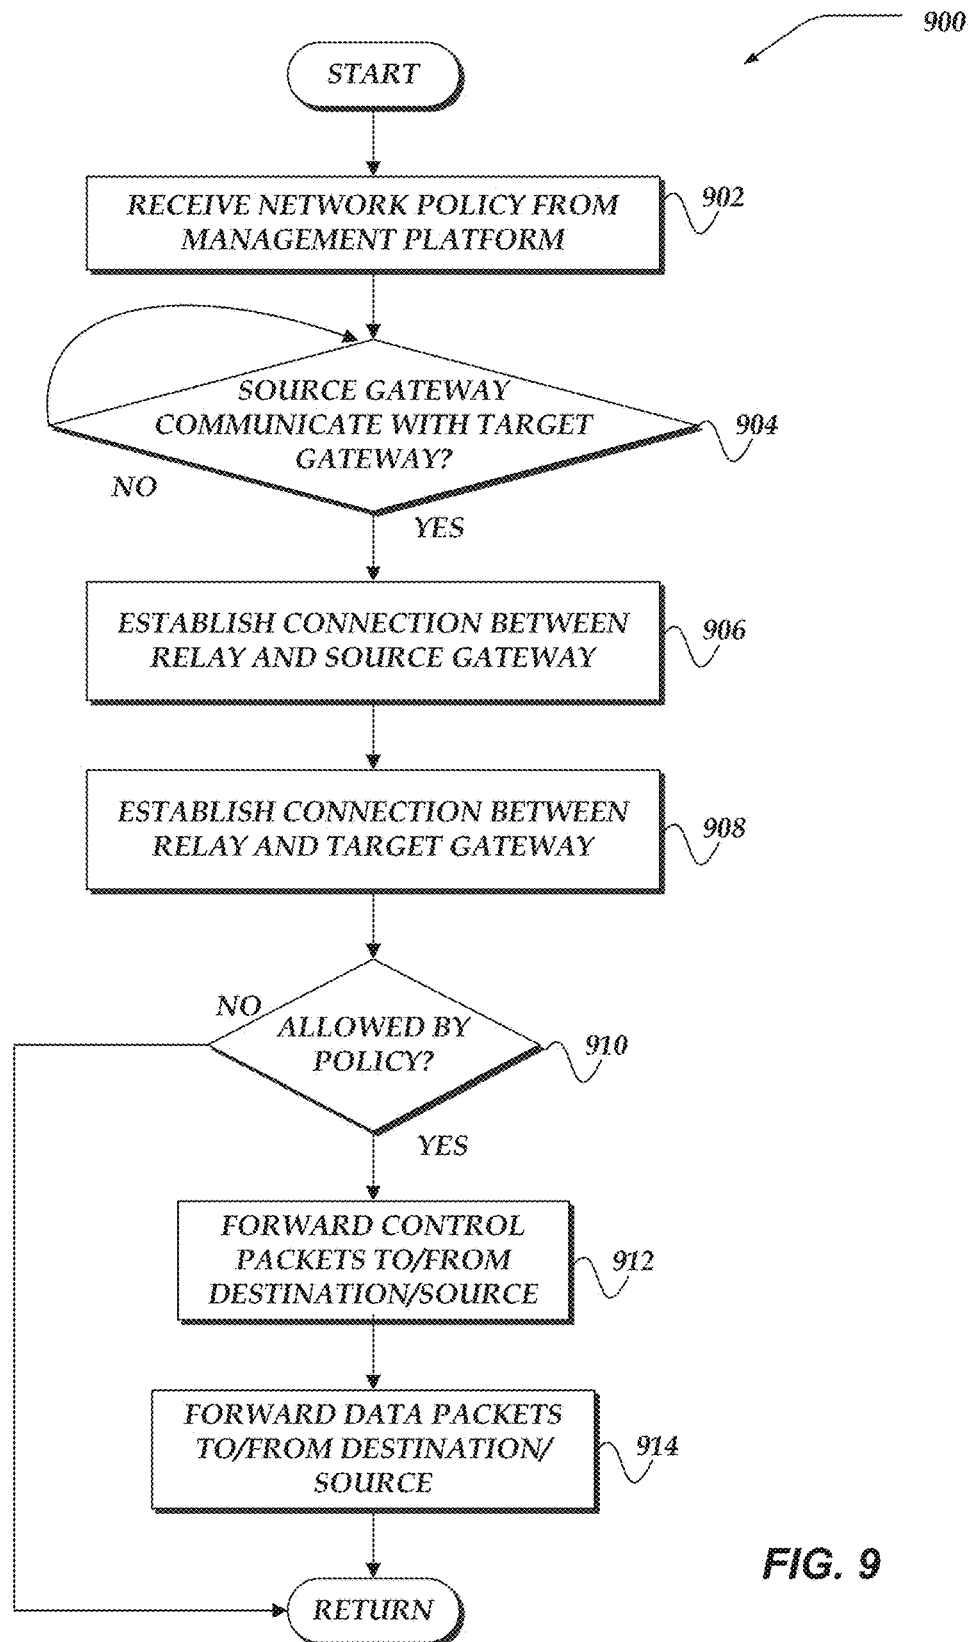 900
START
RECEIVE NETWORK POLICY FROM
MANAGEMENT PLATFORM
902
SOURCE GATEWAY
COMMUNICATE WITH TARGET
GATEWAY?
904
NO
YES
ESTABLISH CONNECTION BETWEEN
RELAY AND SOURCE GATEWAY
906
ESTABLISH CONNECTION BETWEEN
RELAY AND TARGET GATEWAY
908
NO
ALLOWED BY
POLICY?
910
YES
FORWARD CONTROL
PACKETS TO/FROM
DESTINATION/SOURCE
912
FORWARD DATA PACKETS
TO/FROM DESTINATION/
SOURCE
914
FIG. 9
RETURN